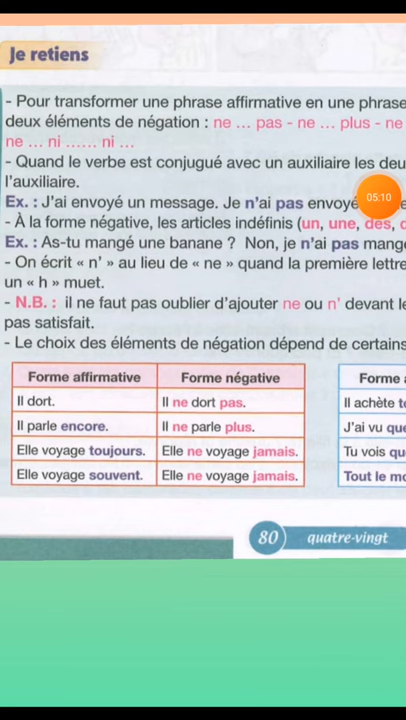 Je retiens
- Pour transformer une phrase affirmative en une phrase
deux éléments de négation : ne ... pas - ne ... plus - ne
ne ... ni ...... ni ...
- Quand le verbe est conjugué avec un auxiliaire les deu
l'auxiliaire.
Ex. : J'ai envoyé un message. Je n'ai pas envoyé
05:10
- À la forme négative, les articles indéfinis (un, une, des,
Ex. : As-tu mangé une banane ? Non, je n'ai pas mang
- On écrit « n' » au lieu de « ne » quand la première lettre
un « h » muet.
- N.B. : il ne faut pas oublier d'ajouter ne ou n' devant le
pas satisfait.
- Le choix des éléments de négation dépend de certains
Forme affirmative Forme négative
Il dort. Il ne dort pas.
Il parle encore. Il ne parle plus.
Elle voyage toujours. Elle ne voyage jamais.
Elle voyage souvent. Elle ne voyage jamais.
Forme
Il achète to
J'ai vu que
Tu vois qu
Tout le mo
80 quatre-vingt